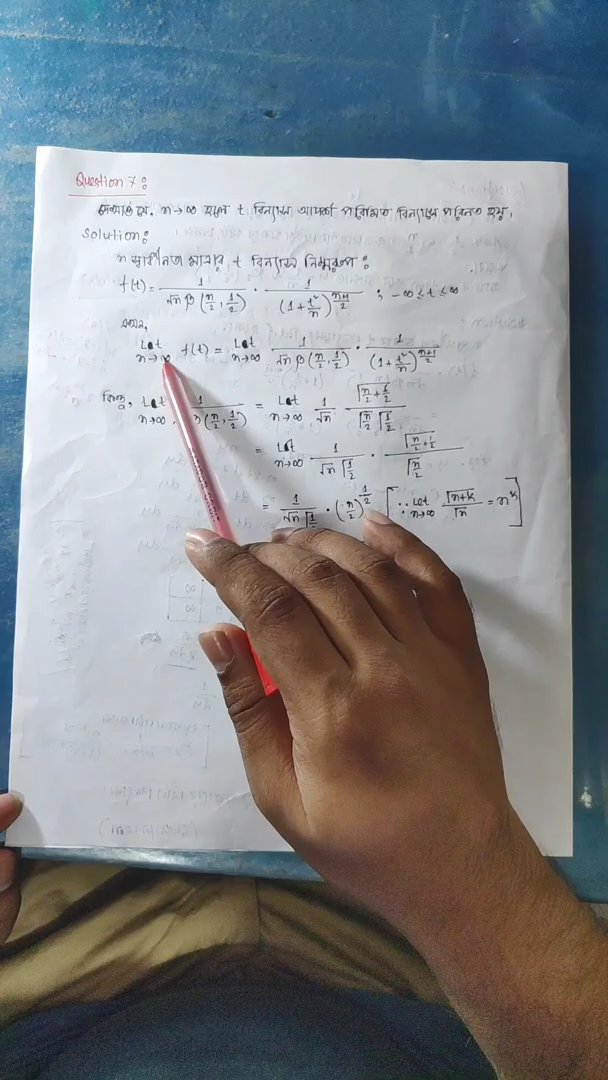 Question 7:
দেখাও যে, n→∞ হলে t বিন্যাস আদর্শ পরিমিত বিন্যাসে পরিনত হয়।
Solution:
n স্বাধীনতা মাত্রার t বিন্যাস নিম্নরূপ :
f(t) = 1/(√n β(n/2, 1/2)) · 1/(1+t²/n)^((n+1)/2) ; -∞ ≤ t ≤ ∞
এখন,
Lt n→∞ f(t) = Lt n→∞ 1/(√n β(n/2, 1/2)) · 1/(1+t²/n)^((n+1)/2)
কিন্তু, Lt n→∞ 1/(n(n/2, 1/2)) = Lt n→∞ 1/√n · Γ(n/2+1/2)/(Γ(n/2) Γ(1/2))
= Lt n→∞ 1/(√n Γ(1/2)) · Γ(n/2+1/2)/Γ(n/2)
= 1/(√n Γ(1/2)) · (n/2)^(1/2) [∵ Lt n→∞ Γ(n+k)/Γ(n) = n^k]